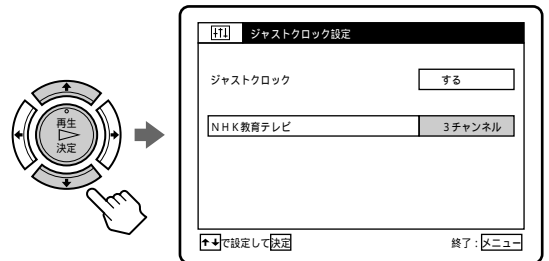 ジャストクロック設定
ジャストクロック する
NHK教育テレビ 3チャンネル
再生
決定
↑↓で設定して決定 終了:メニュー